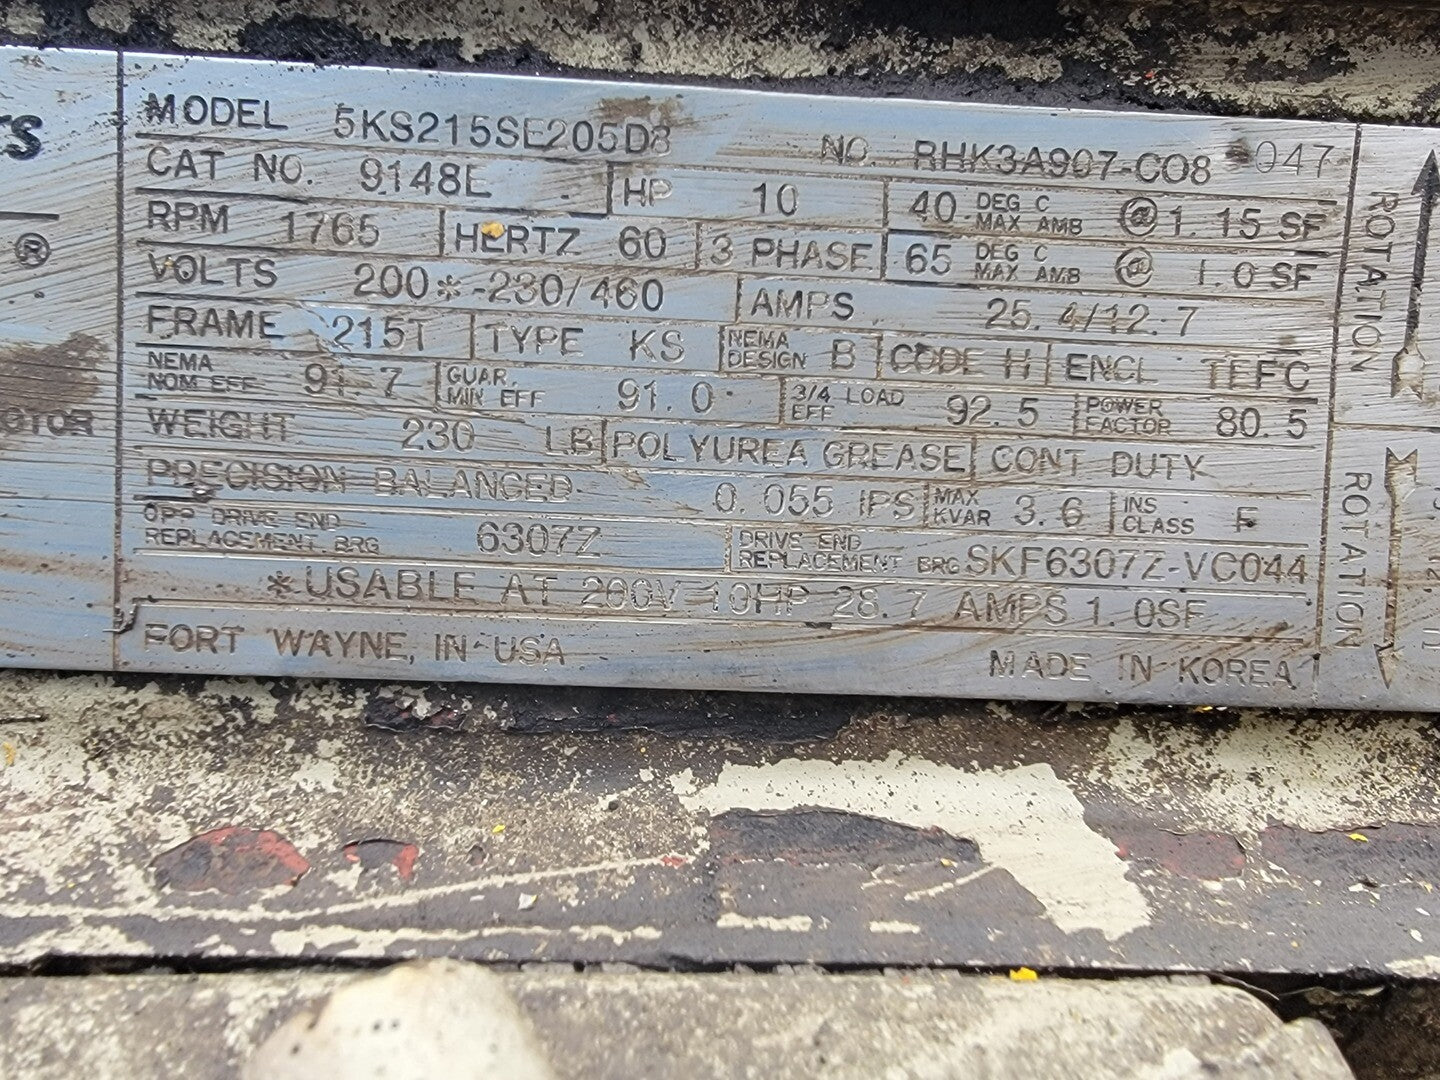 MODEL 5KS215SE205D8 NO. RHK3A907-C08 047
CAT NO. 9148E HP 10 40 DEG C MAX AMB @ 1 15 SF
RPM 1765 HERTZ 60 3 PHASE 65 DEG C MAX AMB @ 1.0 SF
VOLTS 200*-230/460 AMPS 25.4/12.7
FRAME 215T TYPE KS NEMA DESIGN B CODE H ENCL TEFC
NEMA NOM EFF 91.7 GUAR. MIN EFF 91.0 3/4 LOAD EFF 92.5 POWER FACTOR 80.5
WEIGHT 230 LB POLYUREA GREASE CONT DUTY
PRECISION BALANCED 0.055 IPS MAX KVAR 3.6 INS CLASS F
OPP DRIVE END REPLACEMENT BRG 6307Z DRIVE END REPLACEMENT BRG SKF6307Z-VC044
*USABLE AT 200V 10HP 28.7 AMPS 1.0SF
FORT WAYNE, IN-USA MADE IN KOREA
ROTATION
ROTATION
®